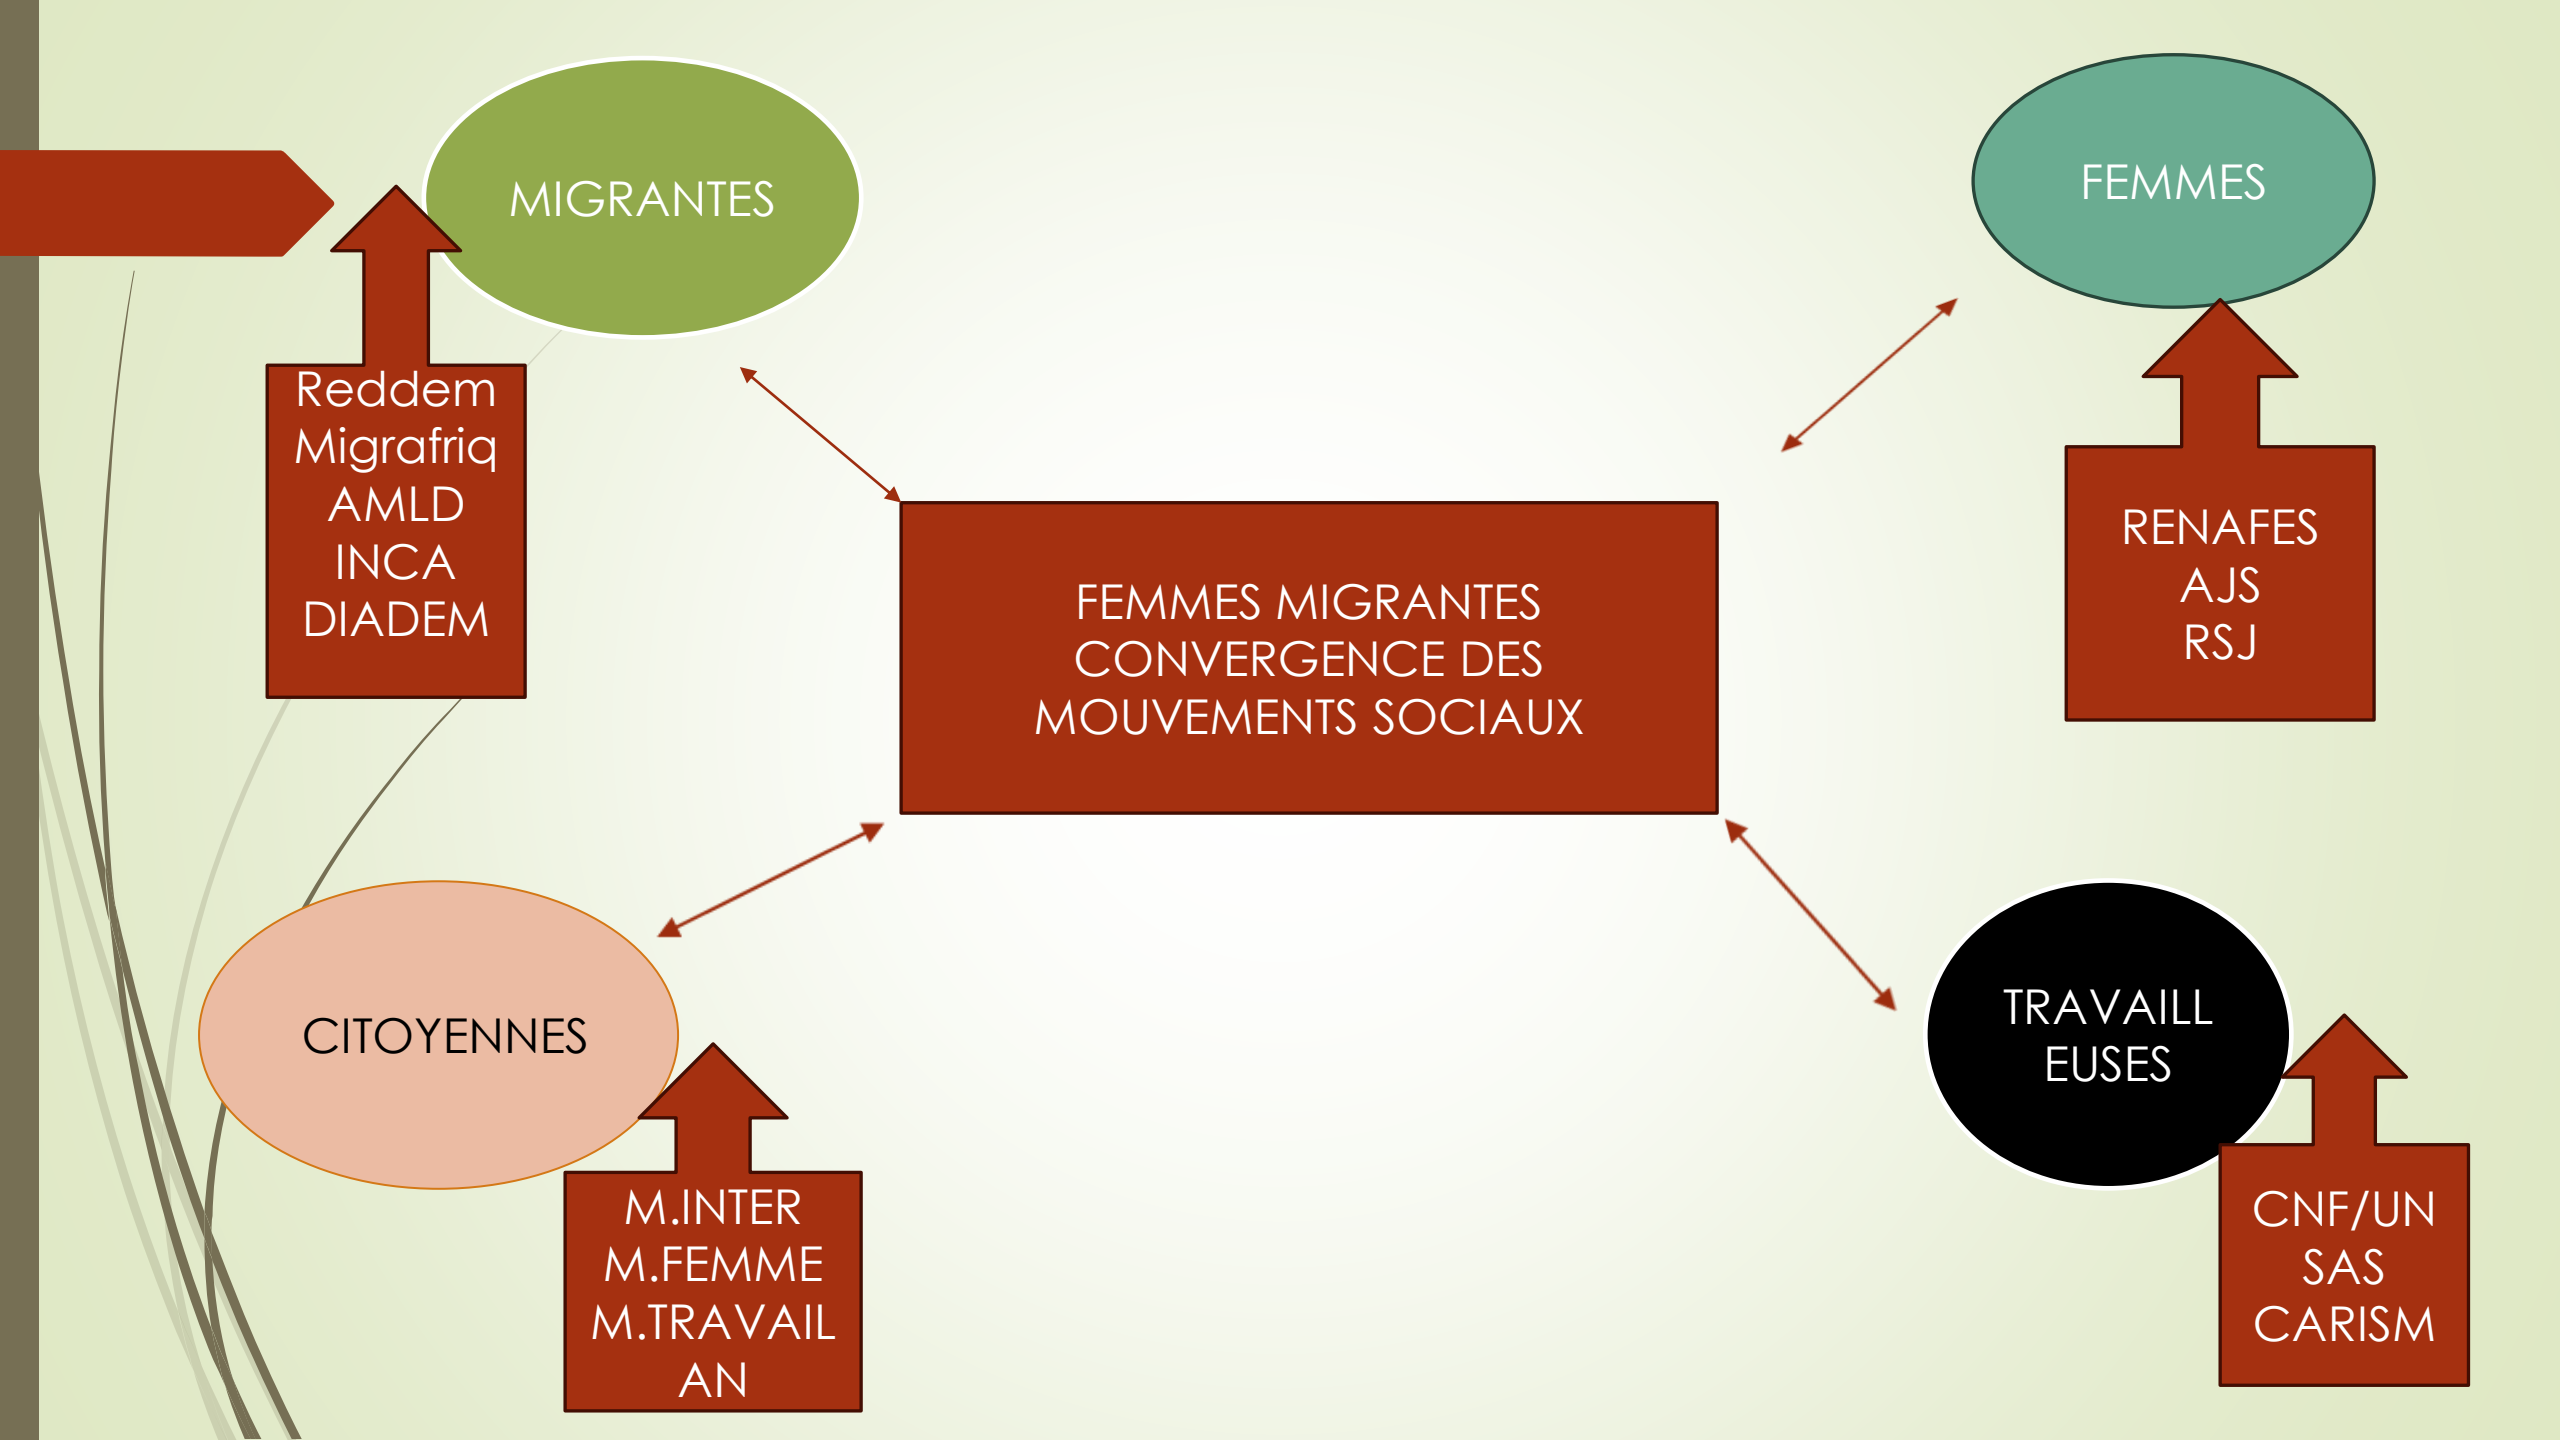 MIGRANTES
FEMMES
Reddem
Migrafriq
AMLD
INCA
DIADEM
RENAFES
AJS
RSJ
FEMMES MIGRANTES
CONVERGENCE DES
MOUVEMENTS SOCIAUX
CITOYENNES
TRAVAILL
EUSES
M.INTER
M.FEMME
M.TRAVAIL
AN
CNF/UN
SAS
CARISM